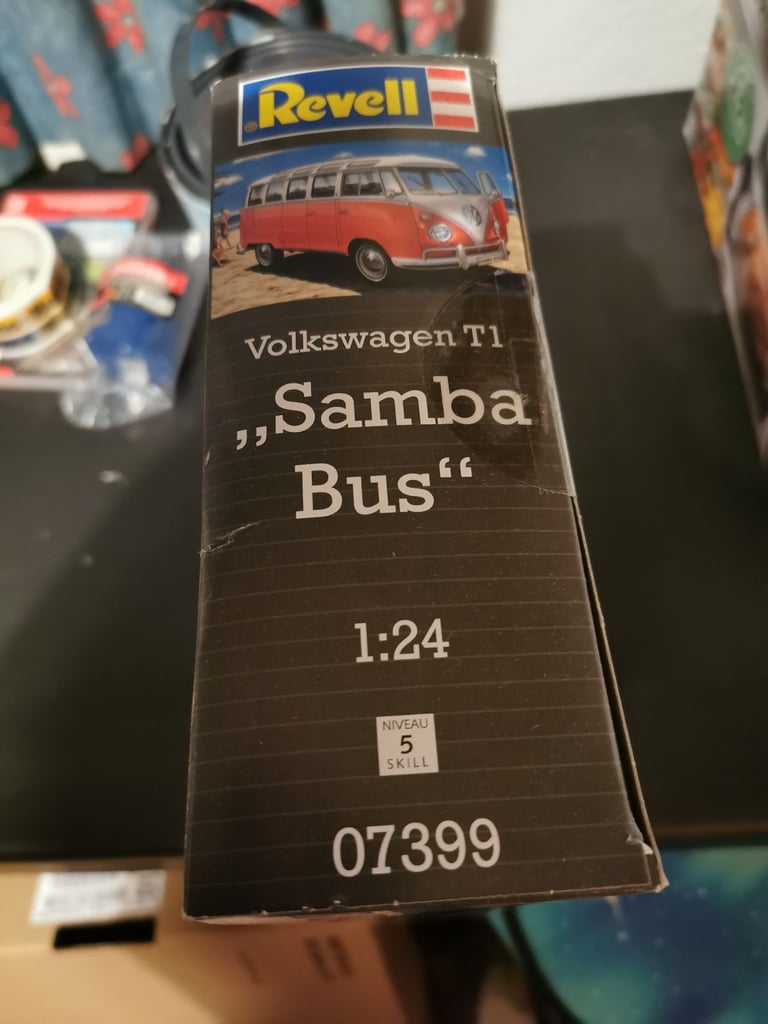 Revell
Volkswagen T1
„Samba
Bus“
1:24
NIVEAU
5
SKILL
07399